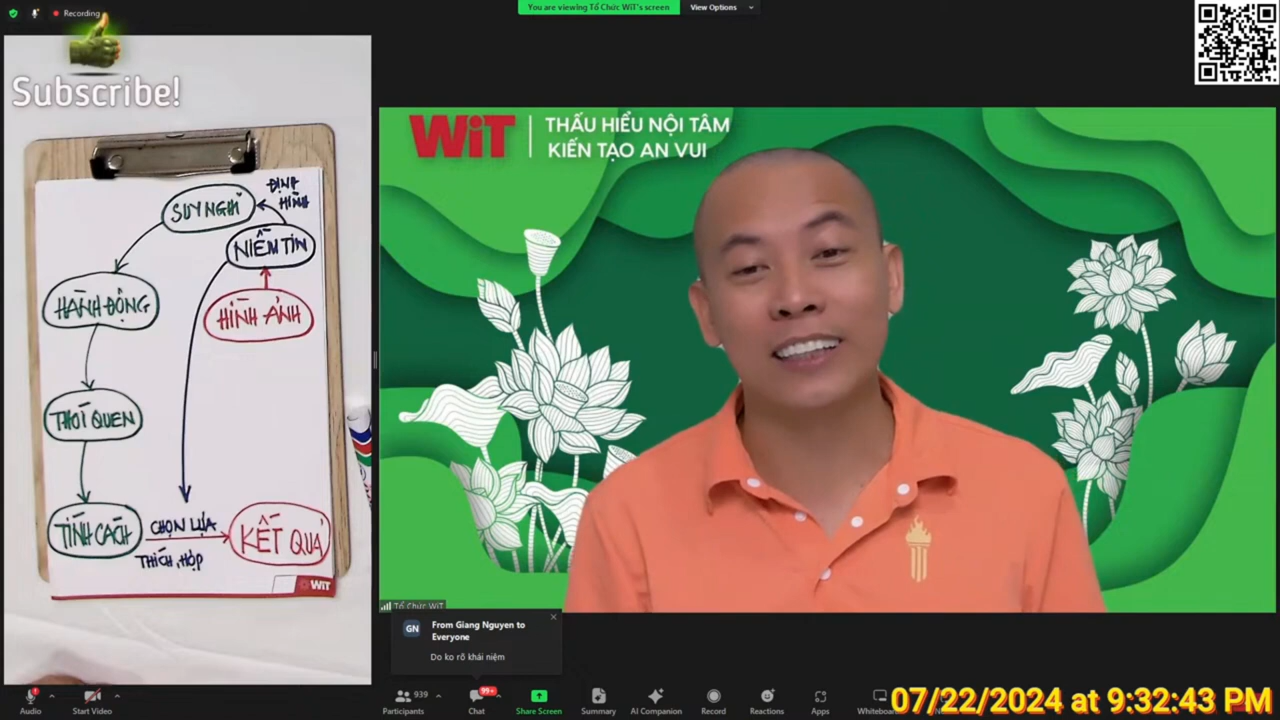 Recording
You are viewing Tổ Chức WiT's screen
View Options
Subscribe!
WiT
THẤU HIỂU NỘI TÂM
KIẾN TẠO AN VUI
ĐỊNH
HÌNH
SUY NGHĨ
NIỀM TIN
HÀNH ĐỘNG
HÌNH ẢNH
THÓI QUEN
TÍNH CÁCH
CHỌN LỰA
THÍCH HỢP
KẾT QUẢ
WiT
Tổ Chức WiT
GN
From Giang Nguyen to
Everyone
Do ko rõ khái niệm
Audio
Start Video
Participants
939
Chat
99+
Share Screen
Summary
AI Companion
Record
Reactions
Apps
Whiteboards
07/22/2024 at 9:32:43 PM